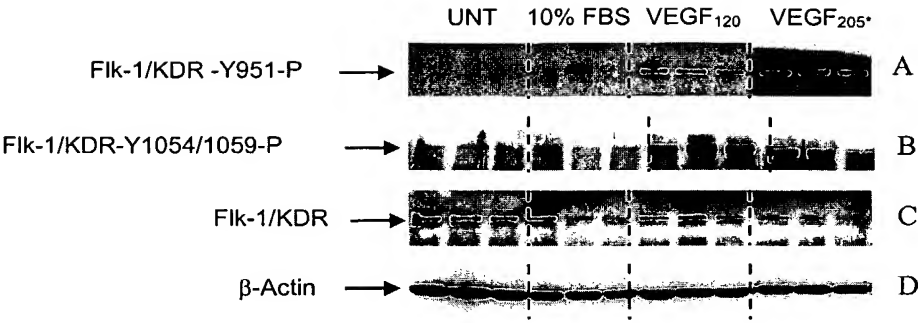 UNT 10% FBS VEGF₁₂₀ VEGF₂₀₅*
Flk-1/KDR -Y951-P A
Flk-1/KDR-Y1054/1059-P B
Flk-1/KDR C
β-Actin D